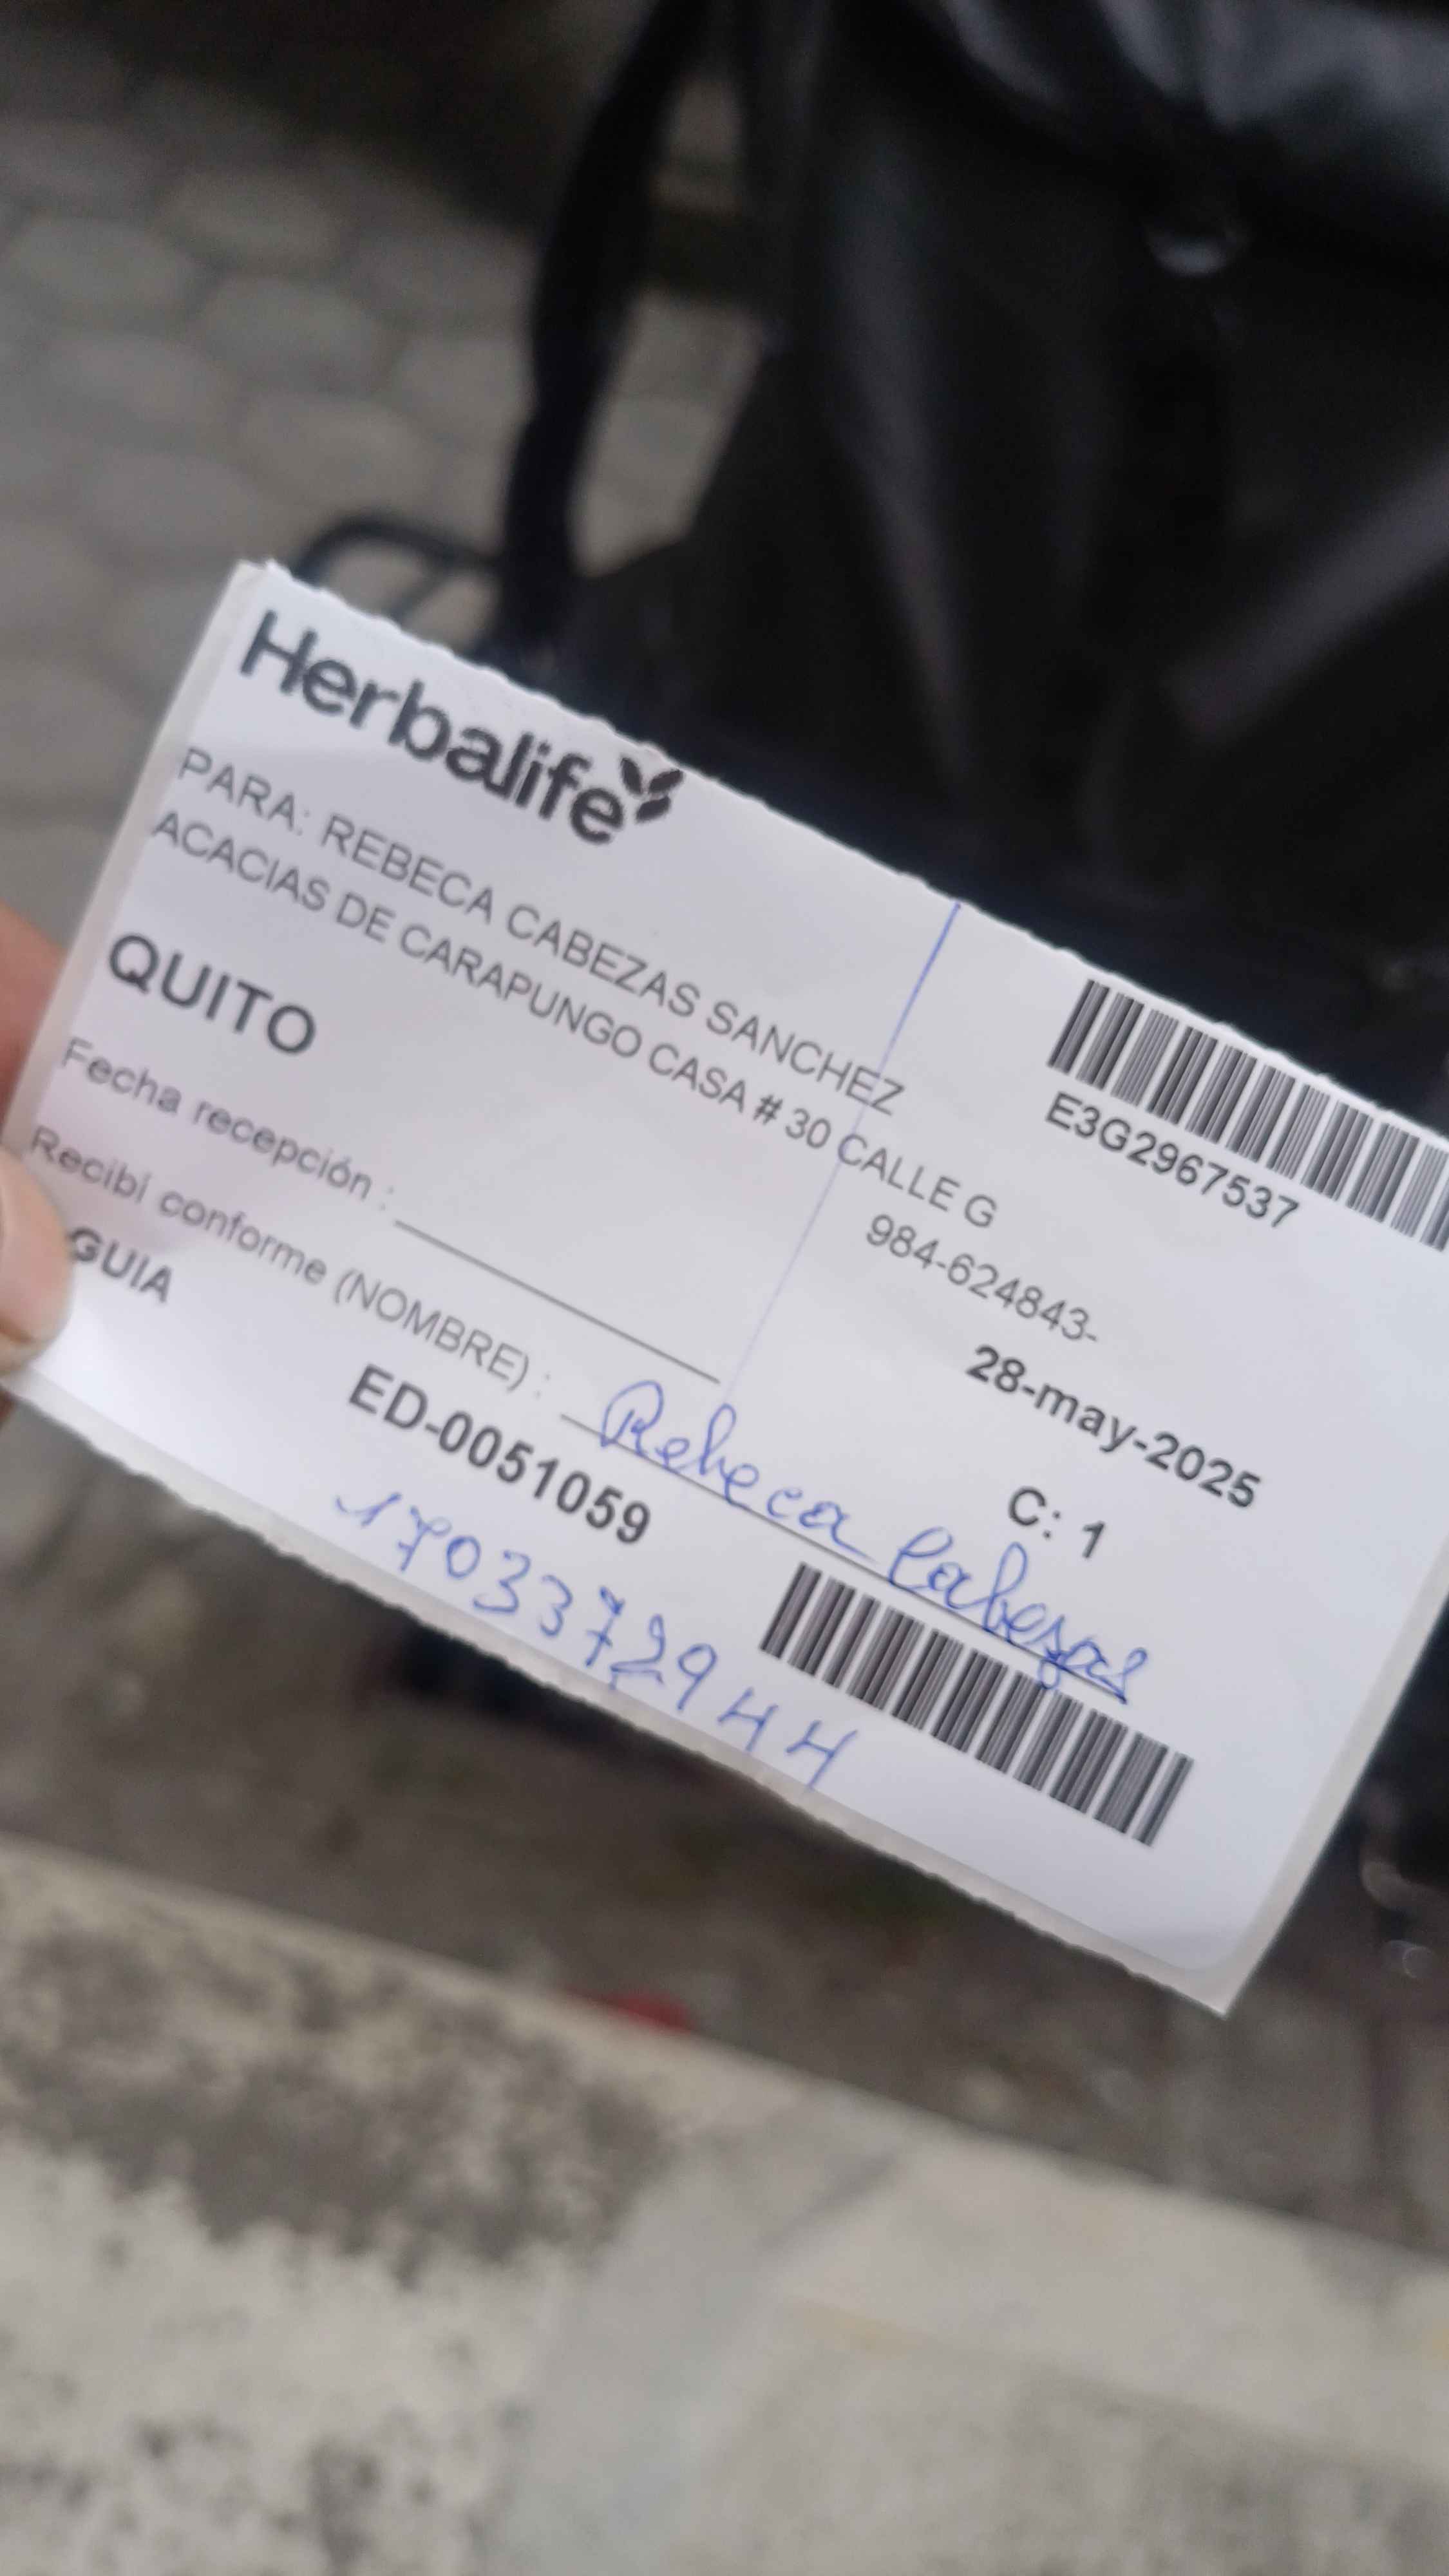 Herbalife
PARA: REBECA CABEZAS SANCHEZ
ACACIAS DE CARAPUNGO CASA # 30 CALLE G
QUITO
984-624843-
E3G2967537
28-may-2025
Fecha recepción :
C: 1
Recibí conforme (NOMBRE) : Rebeca Cabezas
GUIA
ED-0051059
1703372944